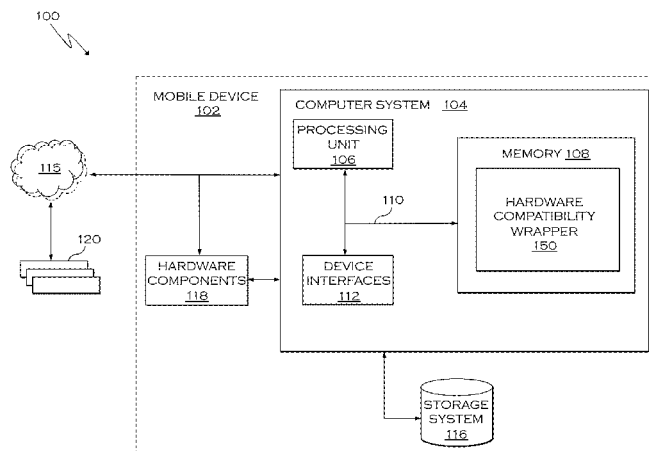 100
MOBILE DEVICE
102
COMPUTER SYSTEM 104
PROCESSING
UNIT
106
MEMORY 108
115
110
HARDWARE
COMPATIBILITY
WRAPPER
150
120
HARDWARE
COMPONENTS
118
DEVICE
INTERFACES
112
STORAGE
SYSTEM
116